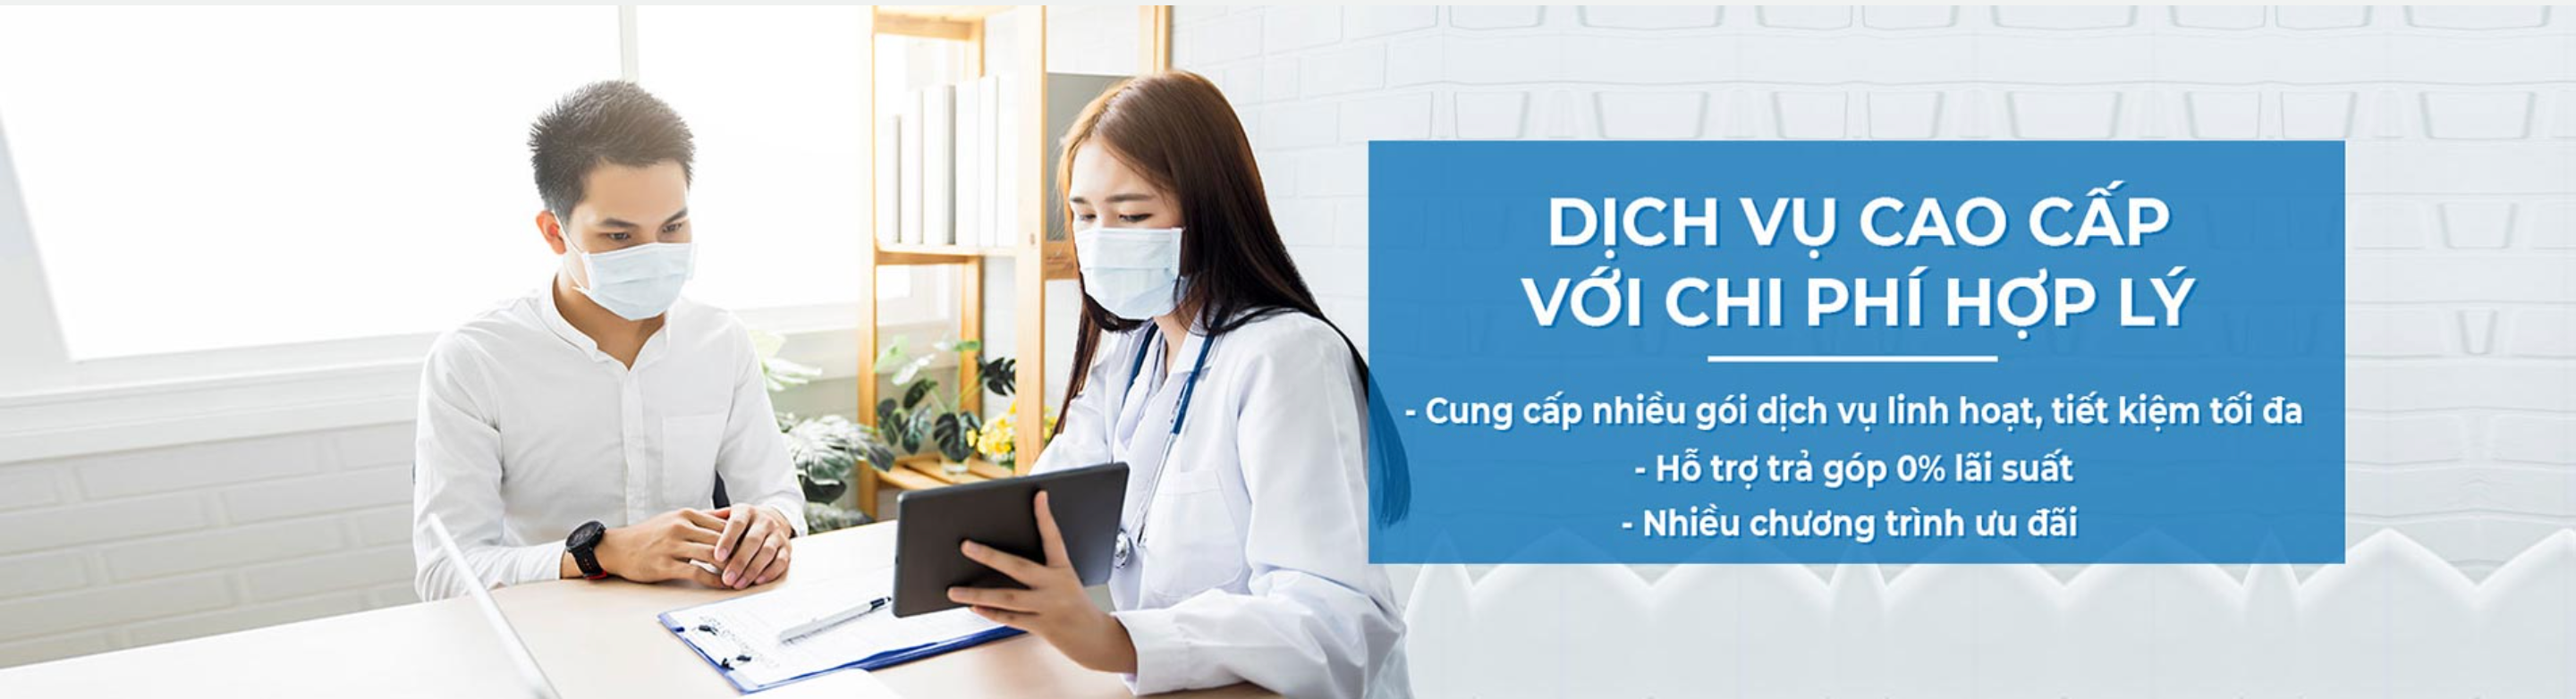 DỊCH VỤ CAO CẤP
VỚI CHI PHÍ HỢP LÝ
- Cung cấp nhiều gói dịch vụ linh hoạt, tiết kiệm tối đa
- Hỗ trợ trả góp 0% lãi suất
- Nhiều chương trình ưu đãi